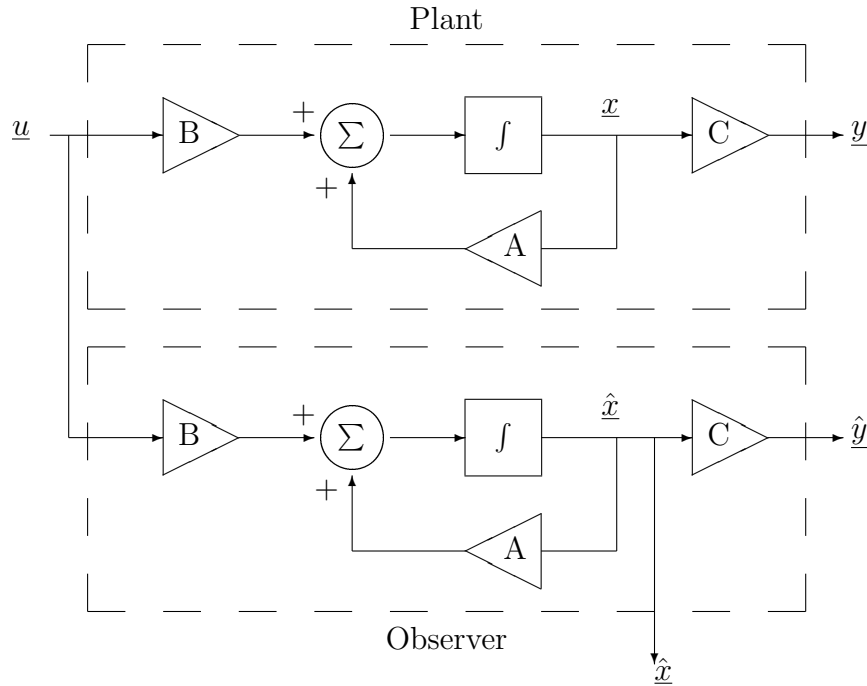 Plant
u B + Σ ∫ x C y
+
A
B + Σ ∫ x̂ C ŷ
+
A
Observer
x̂